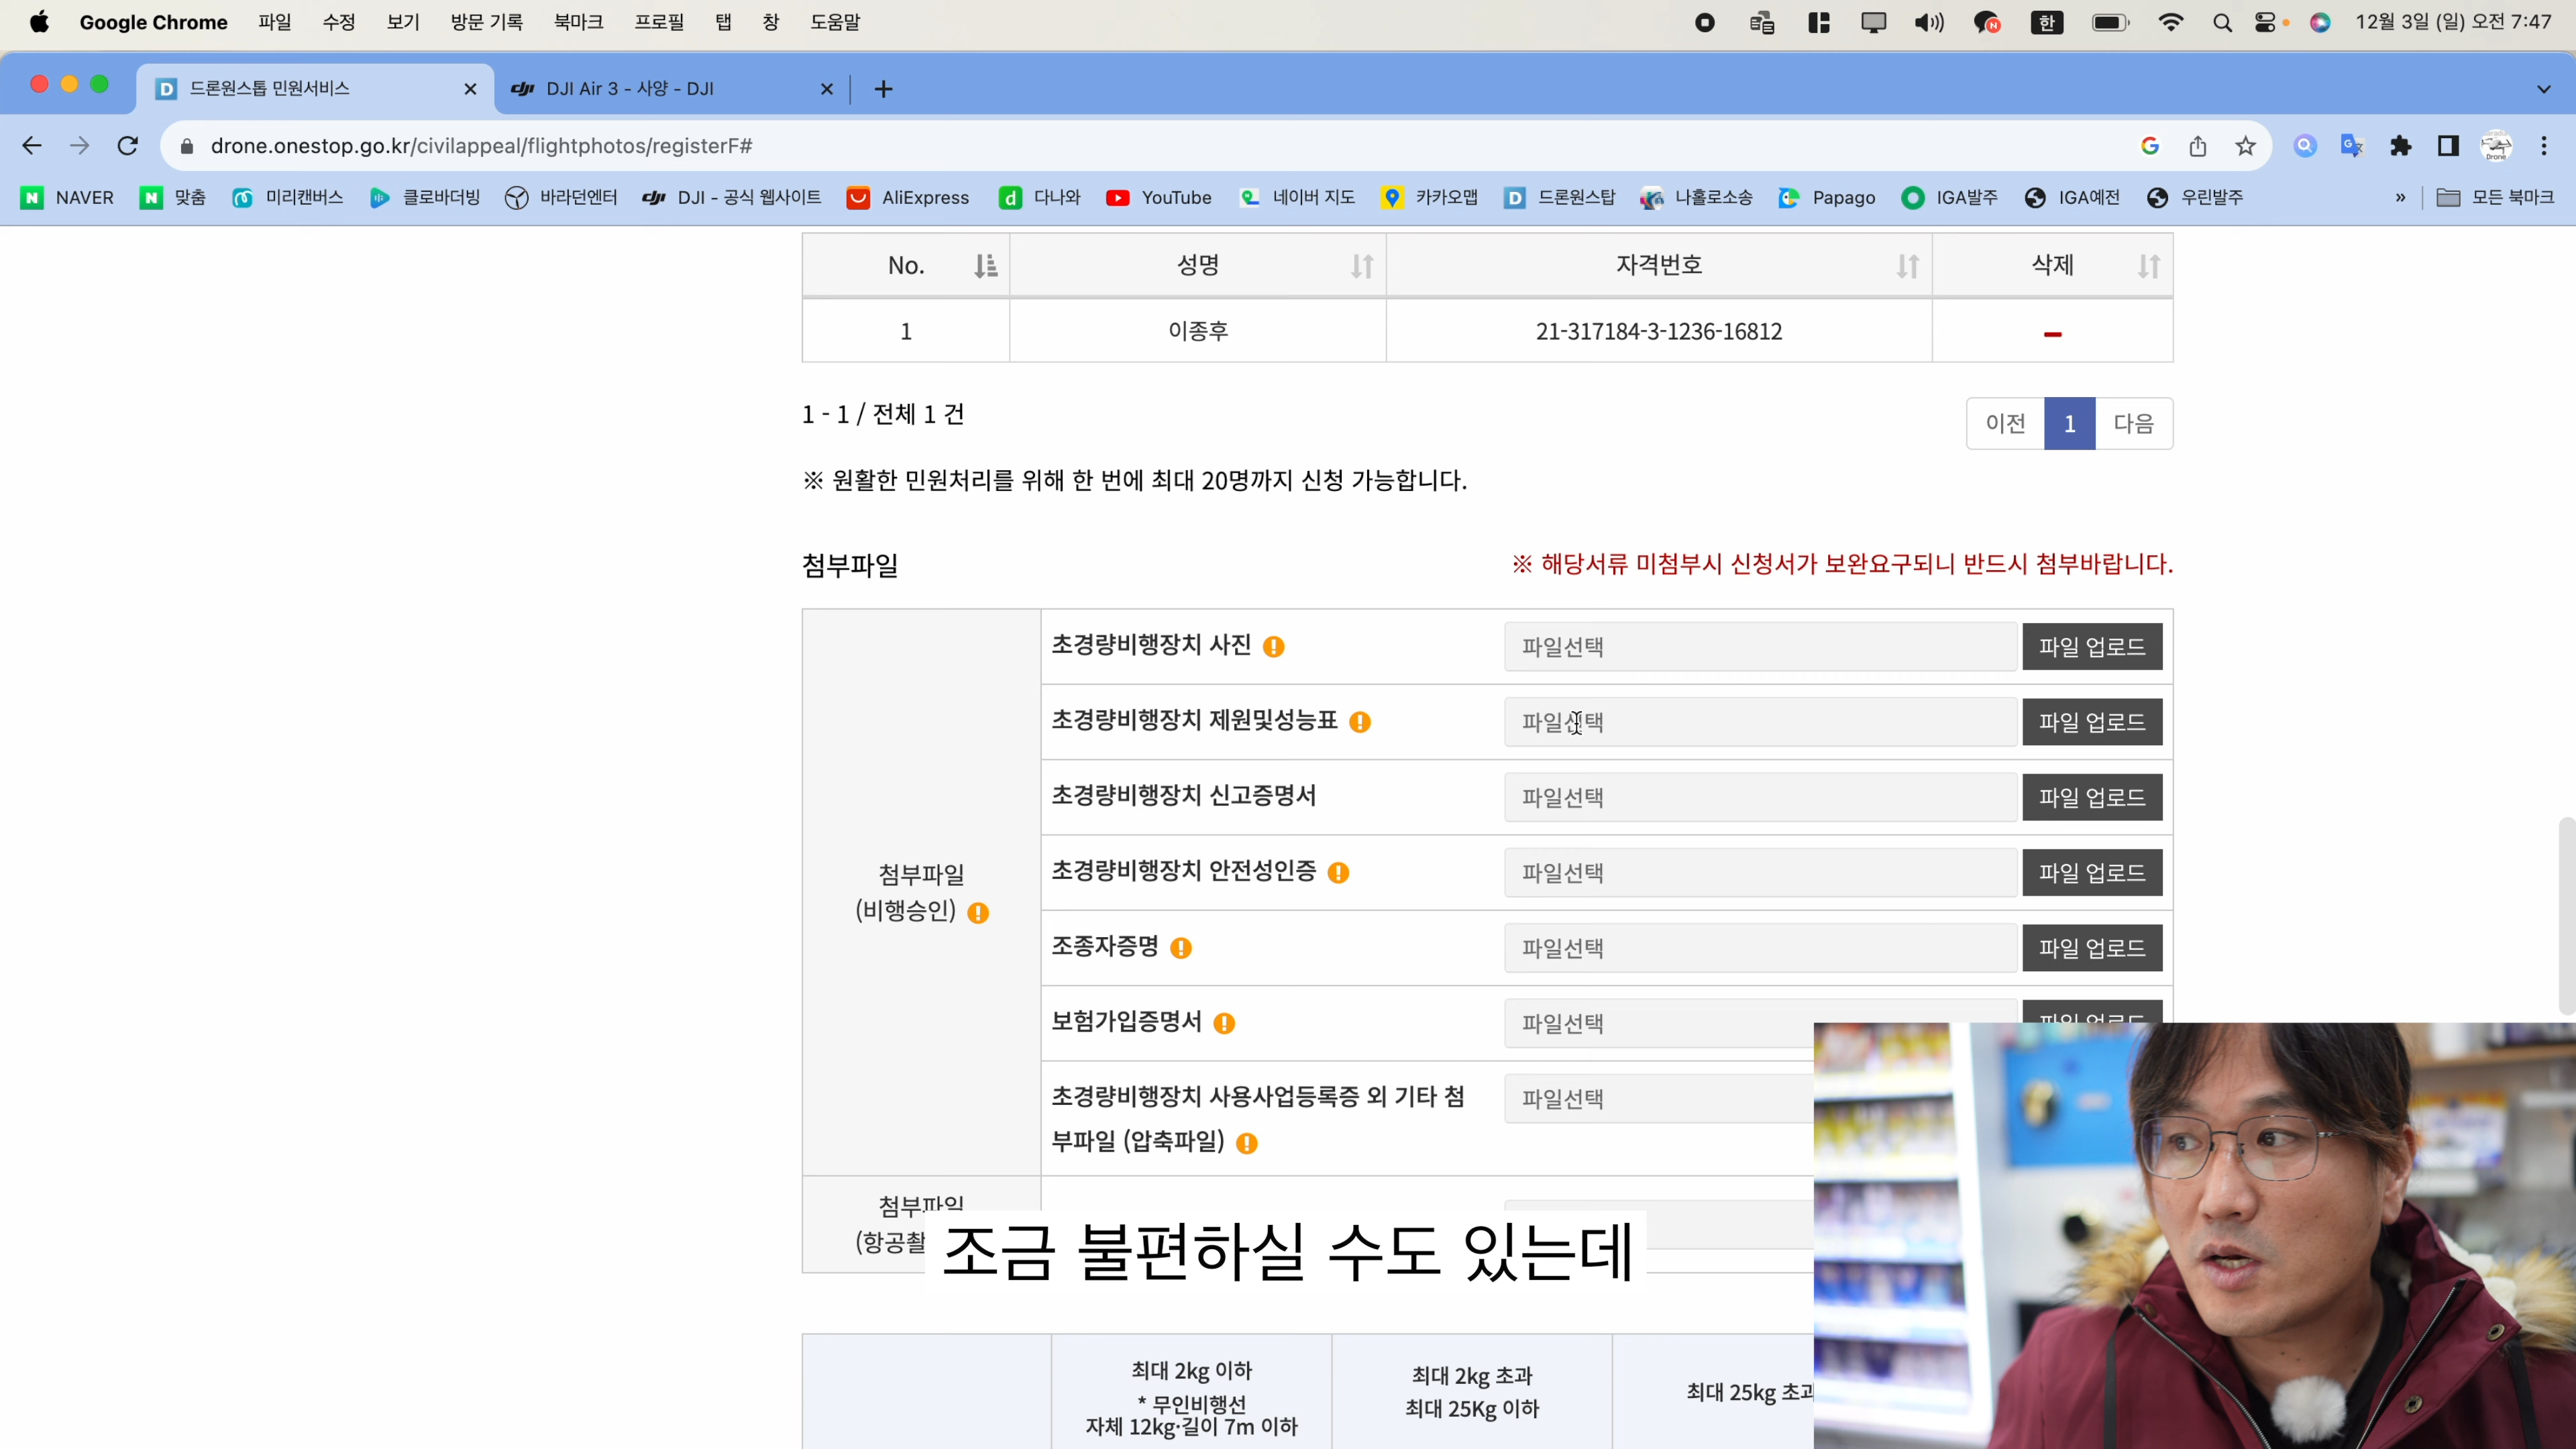 Google Chrome 파일 수정 보기 방문 기록 북마크 프로필 탭 창 도움말 한 12월 3일 (일) 오전 7:47
드론원스톱 민원서비스 DJI Air 3 - 사양 - DJI
drone.onestop.go.kr/civilappeal/flightphotos/registerF#
NAVER 맞춤 미리캔버스 클로바더빙 바라던엔터 DJI - 공식 웹사이트 AliExpress 다나와 YouTube 네이버 지도 카카오맵 드론원스탑 나홀로소송 Papago IGA발주 IGA예전 우린발주 » 모든 북마크
No. 성명 자격번호 삭제
1 이종후 21-317184-3-1236-16812
1 - 1 / 전체 1 건
이전 1 다음
※ 원활한 민원처리를 위해 한 번에 최대 20명까지 신청 가능합니다.
첨부파일 ※ 해당서류 미첨부시 신청서가 보완요구되니 반드시 첨부바랍니다.
초경량비행장치 사진 파일선택 파일 업로드
초경량비행장치 제원및성능표 파일선택 파일 업로드
초경량비행장치 신고증명서 파일선택 파일 업로드
첨부파일
(비행승인)
초경량비행장치 안전성인증 파일선택 파일 업로드
조종자증명 파일선택 파일 업로드
보험가입증명서 파일선택 파일 업로드
초경량비행장치 사용사업등록증 외 기타 첨 파일선택
부파일 (압축파일)
첨부파일
(항공촬
조금 불편하실 수도 있는데
최대 2kg 이하
* 무인비행선
자체 12kg·길이 7m 이하
최대 2kg 초과
최대 25Kg 이하
최대 25kg 초과